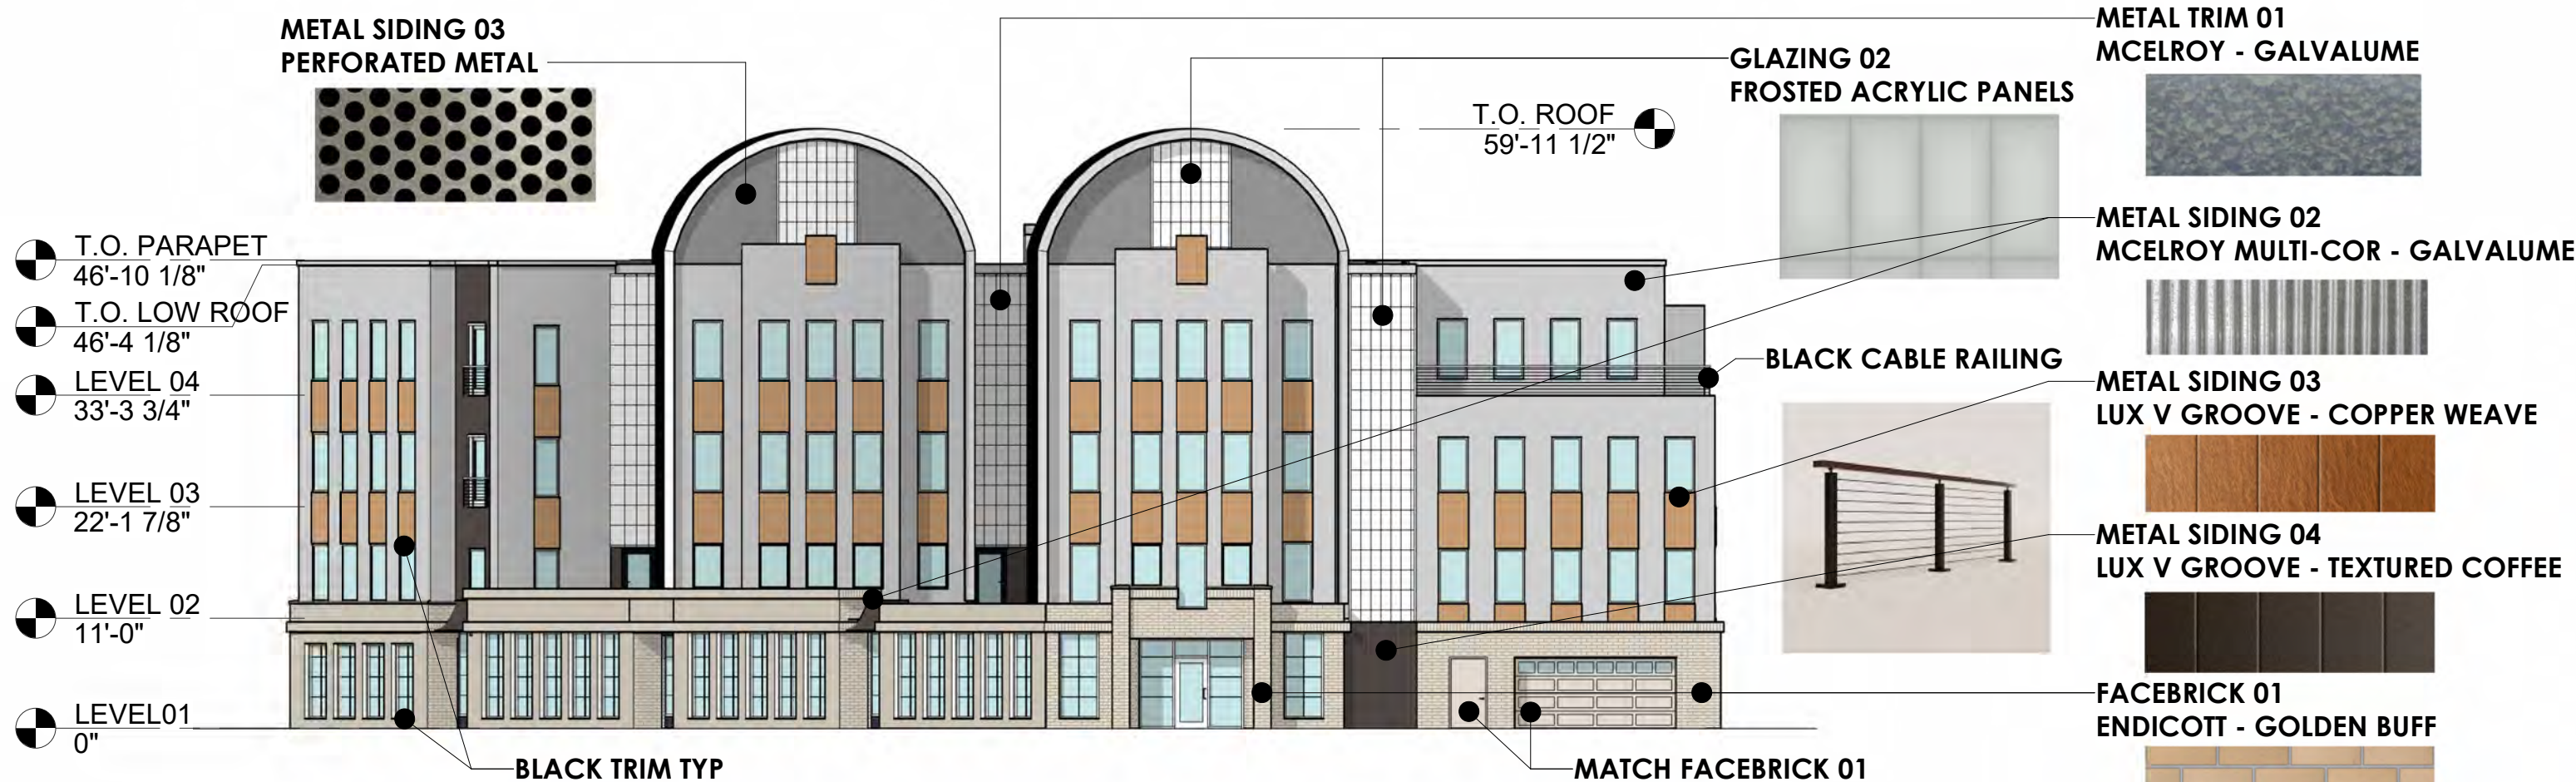 METAL SIDING 03
PERFORATED METAL
METAL TRIM 01
MCELROY - GALVALUME
GLAZING 02
FROSTED ACRYLIC PANELS
T.O. ROOF
59'-11 1/2"
T.O. PARAPET
46'-10 1/8"
T.O. LOW ROOF
46'-4 1/8"
LEVEL 04
33'-3 3/4"
LEVEL 03
22'-1 7/8"
LEVEL 02
11'-0"
LEVEL01
0"
METAL SIDING 02
MCELROY MULTI-COR - GALVALUME
BLACK CABLE RAILING
METAL SIDING 03
LUX V GROOVE - COPPER WEAVE
METAL SIDING 04
LUX V GROOVE - TEXTURED COFFEE
FACEBRICK 01
ENDICOTT - GOLDEN BUFF
BLACK TRIM TYP
MATCH FACEBRICK 01